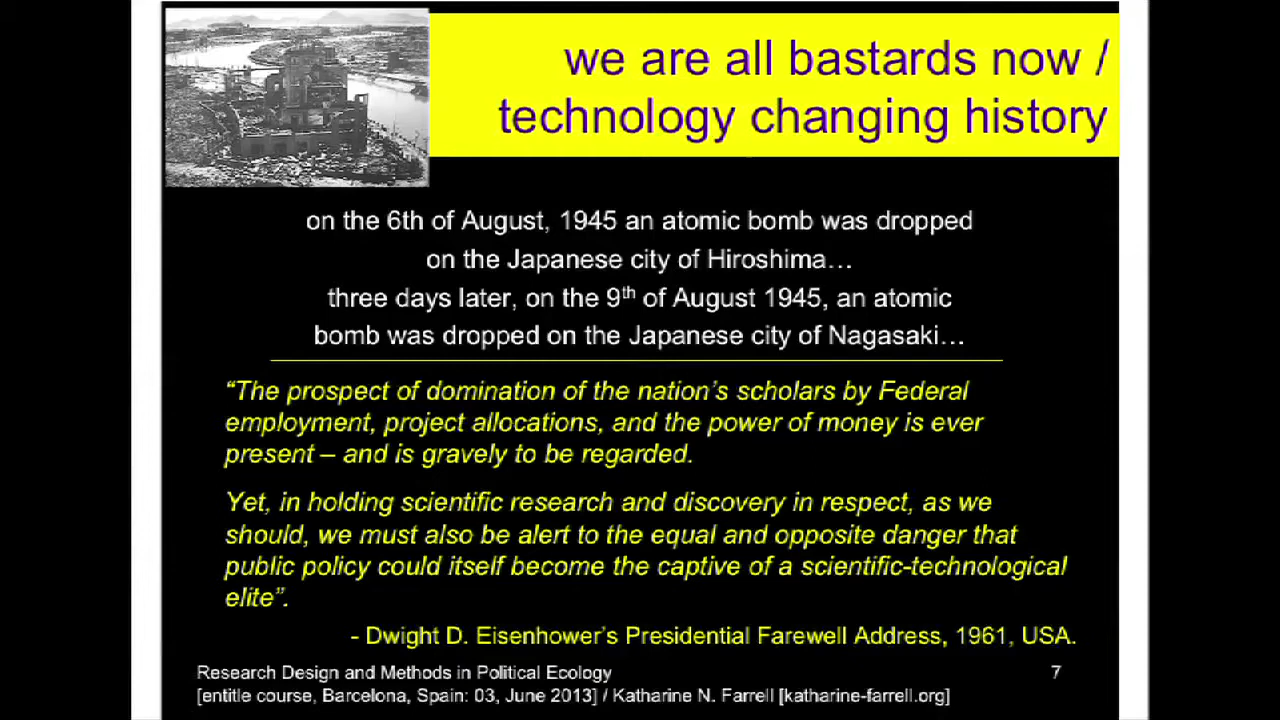 we are all bastards now /
technology changing history
on the 6th of August, 1945 an atomic bomb was dropped
on the Japanese city of Hiroshima…
three days later, on the 9th of August 1945, an atomic
bomb was dropped on the Japanese city of Nagasaki…
“The prospect of domination of the nation’s scholars by Federal
employment, project allocations, and the power of money is ever
present – and is gravely to be regarded.
Yet, in holding scientific research and discovery in respect, as we
should, we must also be alert to the equal and opposite danger that
public policy could itself become the captive of a scientific-technological
elite”.
- Dwight D. Eisenhower’s Presidential Farewell Address, 1961, USA.
Research Design and Methods in Political Ecology
7
[entitle course, Barcelona, Spain: 03, June 2013] / Katharine N. Farrell [katharine-farrell.org]